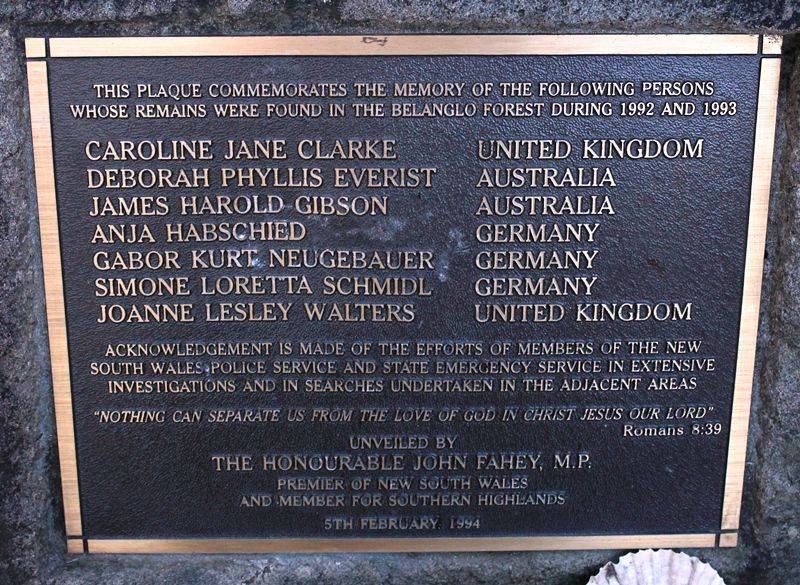 THIS PLAQUE COMMEMORATES THE MEMORY OF THE FOLLOWING PERSONS
WHOSE REMAINS WERE FOUND IN THE BELANGLO FOREST DURING 1992 AND 1993
CAROLINE JANE CLARKE UNITED KINGDOM
DEBORAH PHYLLIS EVERIST AUSTRALIA
JAMES HAROLD GIBSON AUSTRALIA
ANJA HABSCHIED GERMANY
GABOR KURT NEUGEBAUER GERMANY
SIMONE LORETTA SCHMIDL GERMANY
JOANNE LESLEY WALTERS UNITED KINGDOM
ACKNOWLEDGEMENT IS MADE OF THE EFFORTS OF MEMBERS OF THE NEW
SOUTH WALES POLICE SERVICE AND STATE EMERGENCY SERVICE IN EXTENSIVE
INVESTIGATIONS AND IN SEARCHES UNDERTAKEN IN THE ADJACENT AREAS
"NOTHING CAN SEPARATE US FROM THE LOVE OF GOD IN CHRIST JESUS OUR LORD"
Romans 8:39
UNVEILED BY
THE HONOURABLE JOHN FAHEY, M.P.
PREMIER OF NEW SOUTH WALES
AND MEMBER FOR SOUTHERN HIGHLANDS
5TH FEBRUARY, 1994